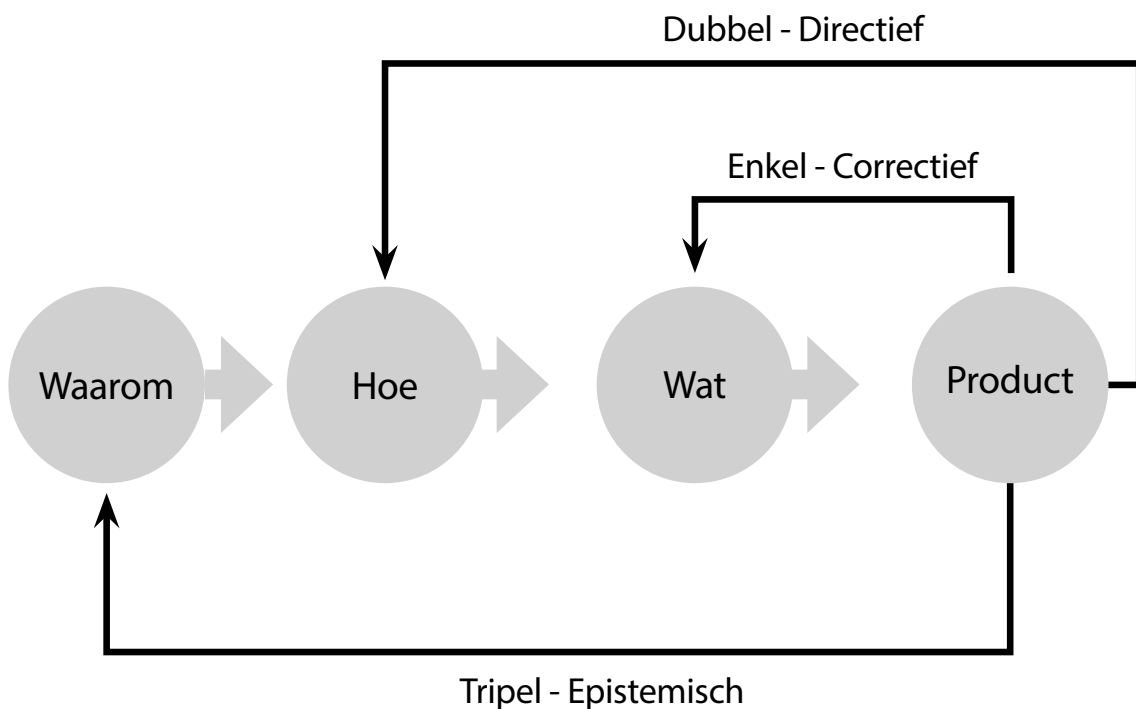 Dubbel - Directief
Enkel - Correctief
Waarom
Hoe
Wat
Product
Tripel - Epistemisch